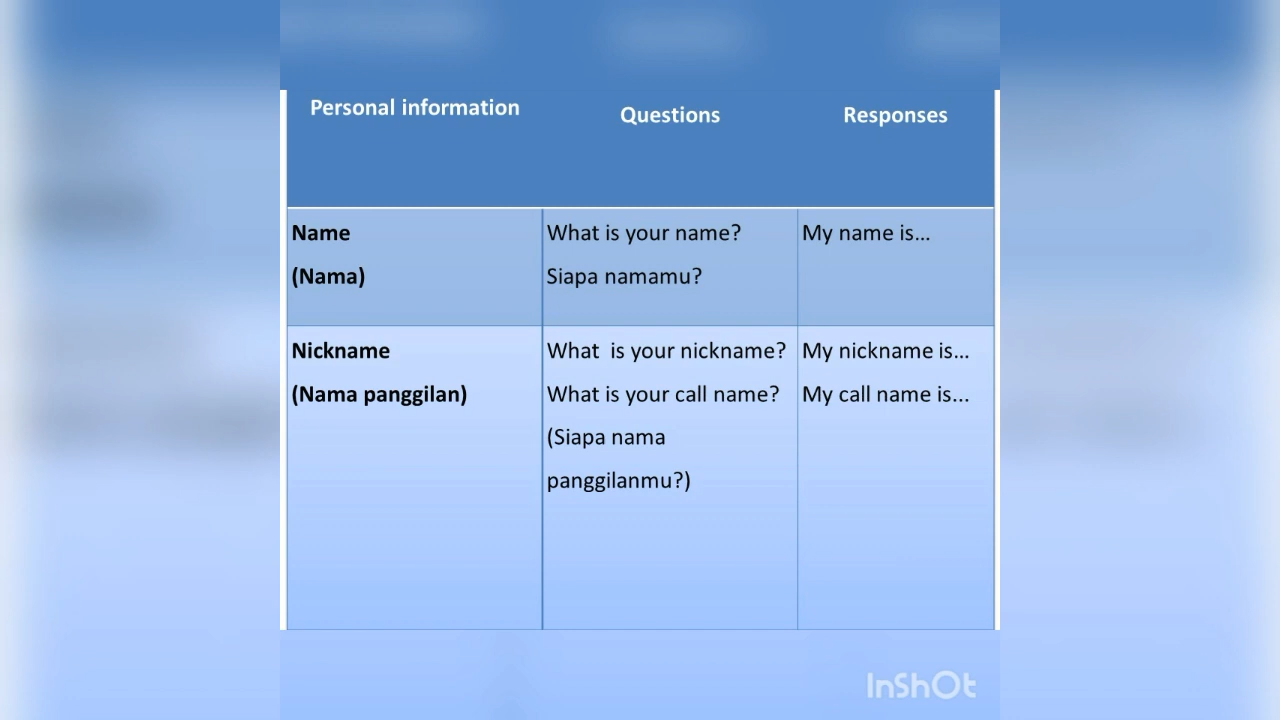 Personal information
Questions
Responses
Name
(Nama)
What is your name?
Siapa namamu?
My name is...
Nickname
(Nama panggilan)
What is your nickname?
What is your call name?
(Siapa nama
panggilanmu?)
My nickname is...
My call name is...
InShOt